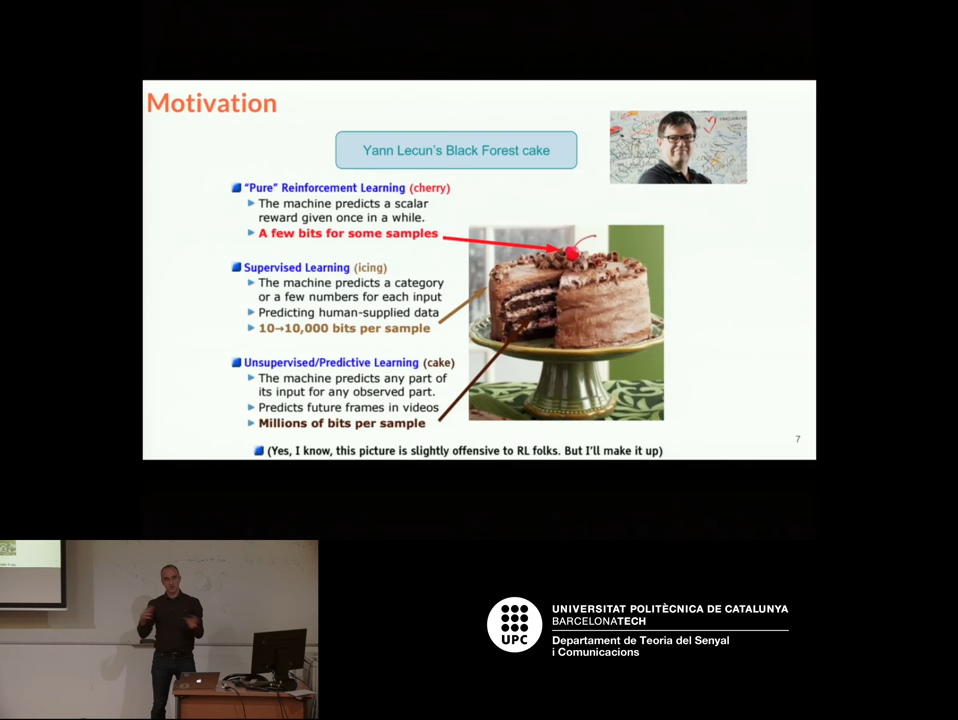 Motivation
Yann Lecun's Black Forest cake
"Pure" Reinforcement Learning (cherry)
The machine predicts a scalar
reward given once in a while.
A few bits for some samples
Supervised Learning (icing)
The machine predicts a category
or a few numbers for each input
Predicting human-supplied data
10→10,000 bits per sample
Unsupervised/Predictive Learning (cake)
The machine predicts any part of
its input for any observed part.
Predicts future frames in videos
Millions of bits per sample
(Yes, I know, this picture is slightly offensive to RL folks. But I'll make it up)
7
UPC
UNIVERSITAT POLITÈCNICA DE CATALUNYA
BARCELONATECH
Departament de Teoria del Senyal
i Comunicacions